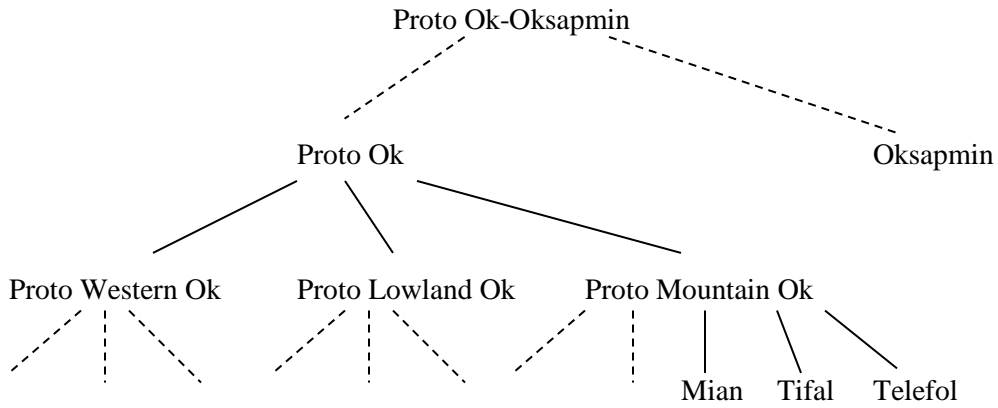 Proto Ok-Oksapmin
Proto Ok Oksapmin
Proto Western Ok Proto Lowland Ok Proto Mountain Ok
Mian Tifal Telefol